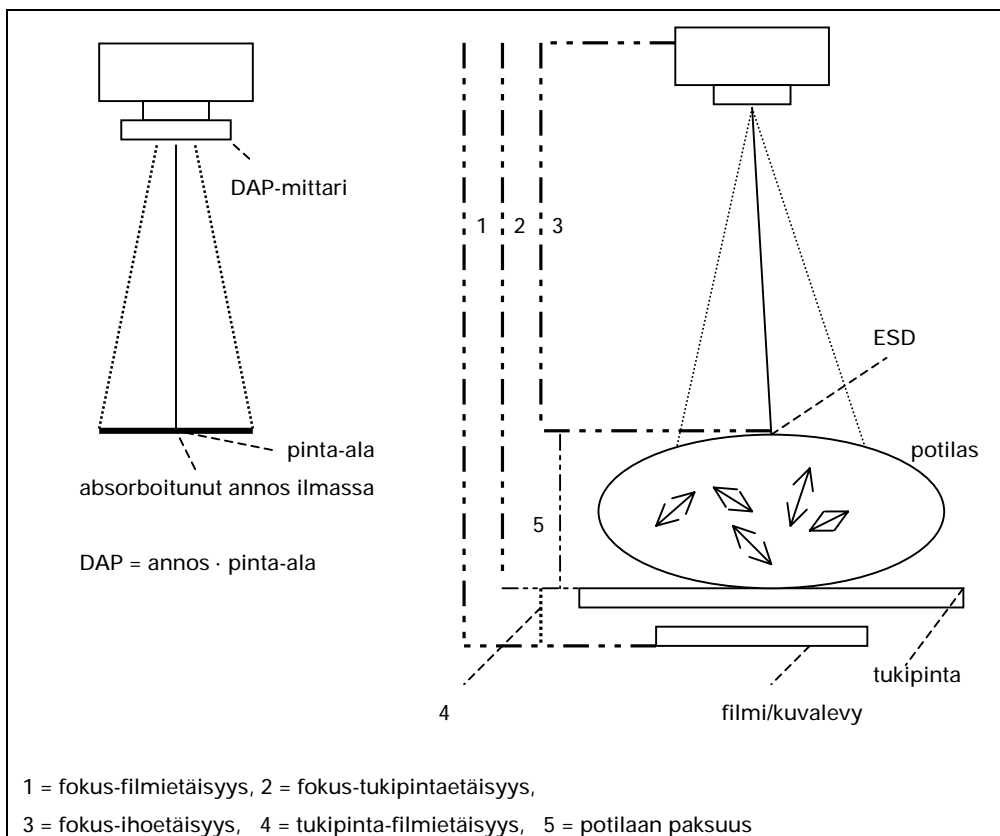 DAP-mittari
pinta-ala
absorboitunut annos ilmassa
DAP = annos · pinta-ala
1
2
3
ESD
potilas
5
tukipinta
4
filmi/kuvalevy
1 = fokus-filmietäisyys, 2 = fokus-tukipintaetäisyys,
3 = fokus-ihoetäisyys, 4 = tukipinta-filmietäisyys, 5 = potilaan paksuus